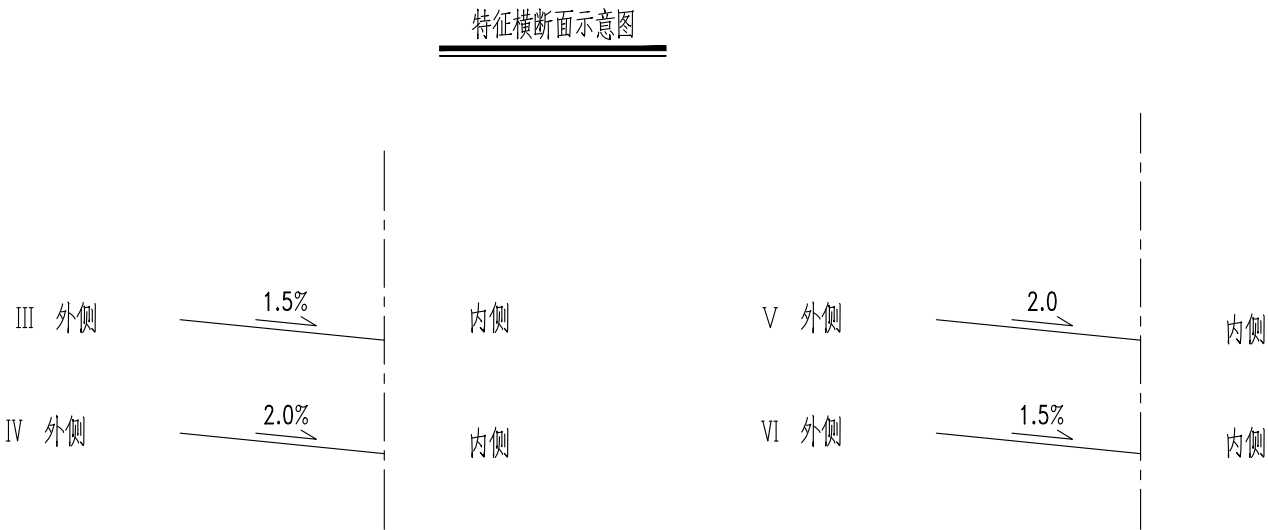 特征横断面示意图
III 外侧 1.5% 内侧
V 外侧 2.0 内侧
IV 外侧 2.0% 内侧
VI 外侧 1.5% 内侧